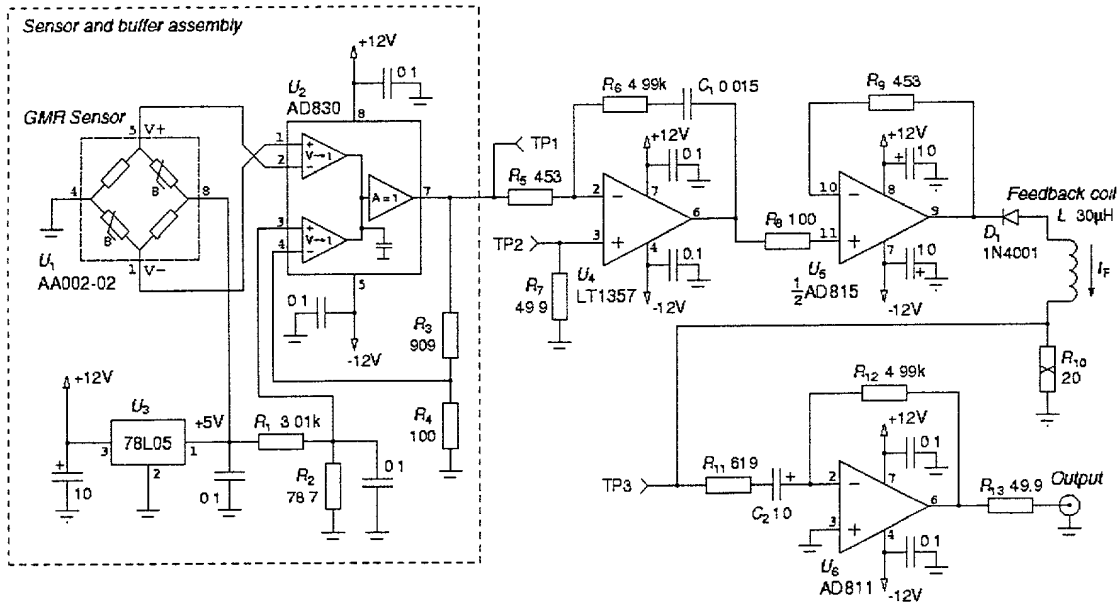 Sensor and buffer assembly
GMR Sensor
5 V+
4
8
B
B
1 V−
U1
AA002-02
U2
AD830
+12V
0 1
8
1
2
+
−
V→1
A=1
7
3
4
+
−
V→1
5
0 1
-12V
R3
909
R4
100
+12V
U3
78L05
3
1
2
+5V
+
10
0 1
R1 3 01k
R2
78 7
0 1
TP1
R5 453
TP2
R7
49 9
R6 4 99k
C1 0 015
+12V
0 1
7
2
−
3
+
6
4
0 1
-12V
U4
LT1357
R8 100
R9 453
+12V
+
10
8
10
−
11
+
9
7
10
+
-12V
U5
½AD815
D1
1N4001
Feedback coil
L 30µH
IF
R10
20
TP3
R11 619
C2 10
+
R12 4 99k
+12V
0 1
7
2
−
3
+
6
4
0 1
-12V
U6
AD811
R13 49.9
Output